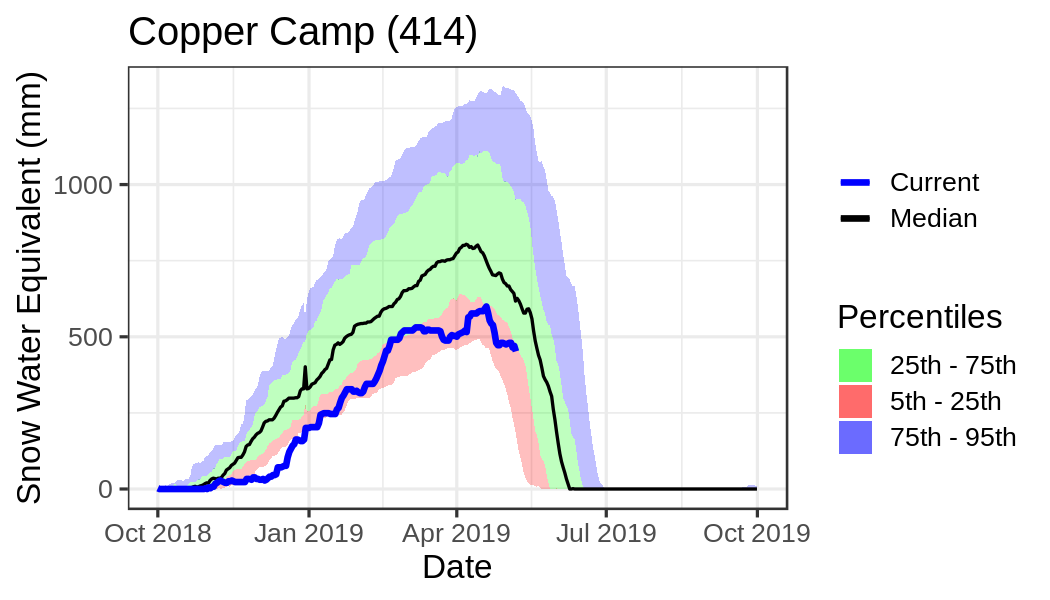 Copper Camp (414)
Snow Water Equivalent (mm)
1000
500
0
Oct 2018
Jan 2019
Apr 2019
Jul 2019
Oct 2019
Date
Current
Median
Percentiles
25th - 75th
5th - 25th
75th - 95th